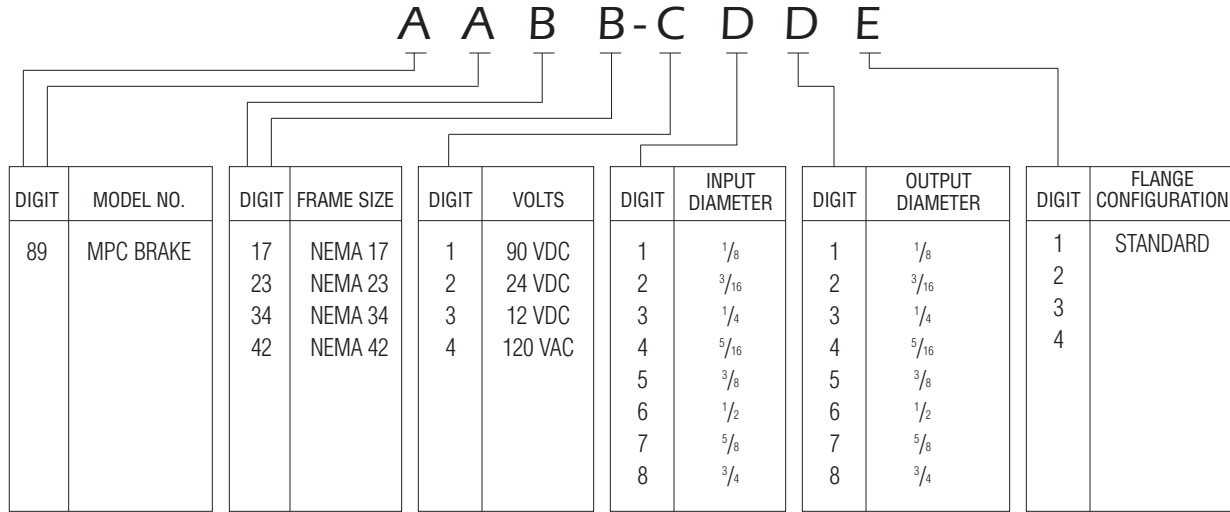 A A B B - C D D E
DIGIT MODEL NO.
89 MPC BRAKE
DIGIT FRAME SIZE
17 NEMA 17
23 NEMA 23
34 NEMA 34
42 NEMA 42
DIGIT VOLTS
1 90 VDC
2 24 VDC
3 12 VDC
4 120 VAC
DIGIT INPUT
DIAMETER
1 1/8
2 3/16
3 1/4
4 5/16
5 3/8
6 1/2
7 5/8
8 3/4
DIGIT OUTPUT
DIAMETER
1 1/8
2 3/16
3 1/4
4 5/16
5 3/8
6 1/2
7 5/8
8 3/4
DIGIT FLANGE
CONFIGURATION
1 STANDARD
2
3
4